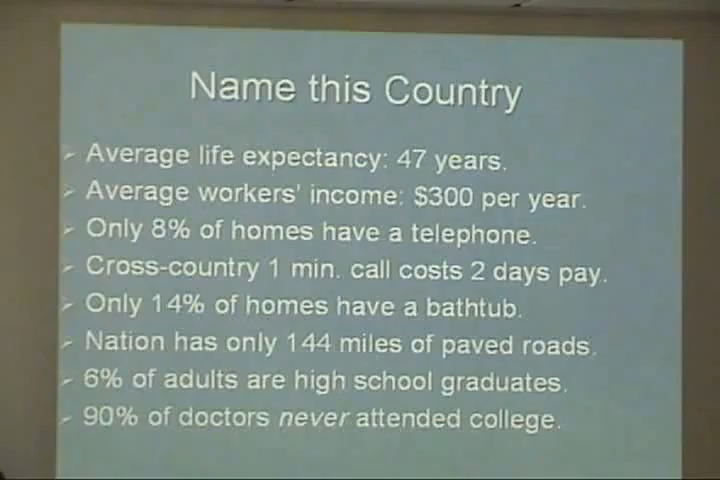 Name this Country
➢ Average life expectancy: 47 years.
➢ Average workers' income: $300 per year.
➢ Only 8% of homes have a telephone.
➢ Cross-country 1 min. call costs 2 days pay.
➢ Only 14% of homes have a bathtub.
➢ Nation has only 144 miles of paved roads.
➢ 6% of adults are high school graduates.
➢ 90% of doctors never attended college.